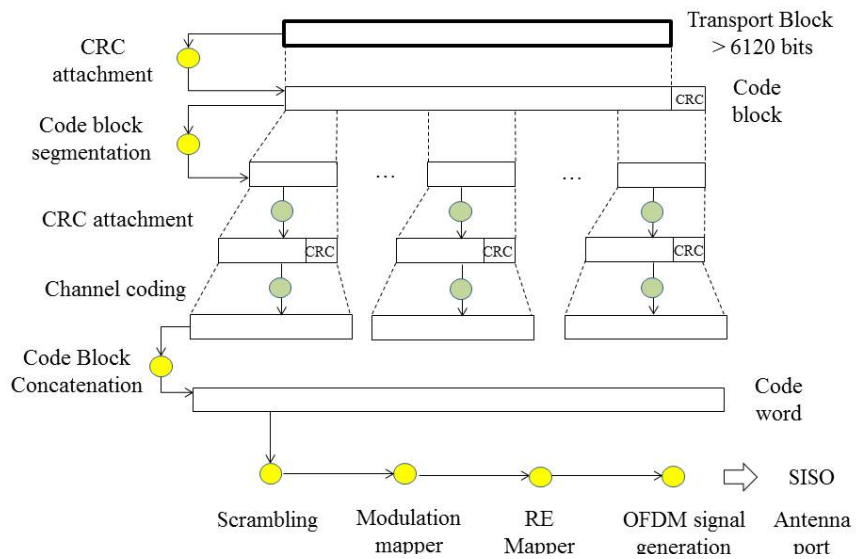 Transport Block
> 6120 bits
CRC
attachment
CRC
Code
block
Code block
segmentation
...
...
CRC attachment
CRC
CRC
CRC
Channel coding
Code Block
Concatenation
Code
word
SISO
Scrambling
Modulation
mapper
RE
Mapper
OFDM signal
generation
Antenna
port